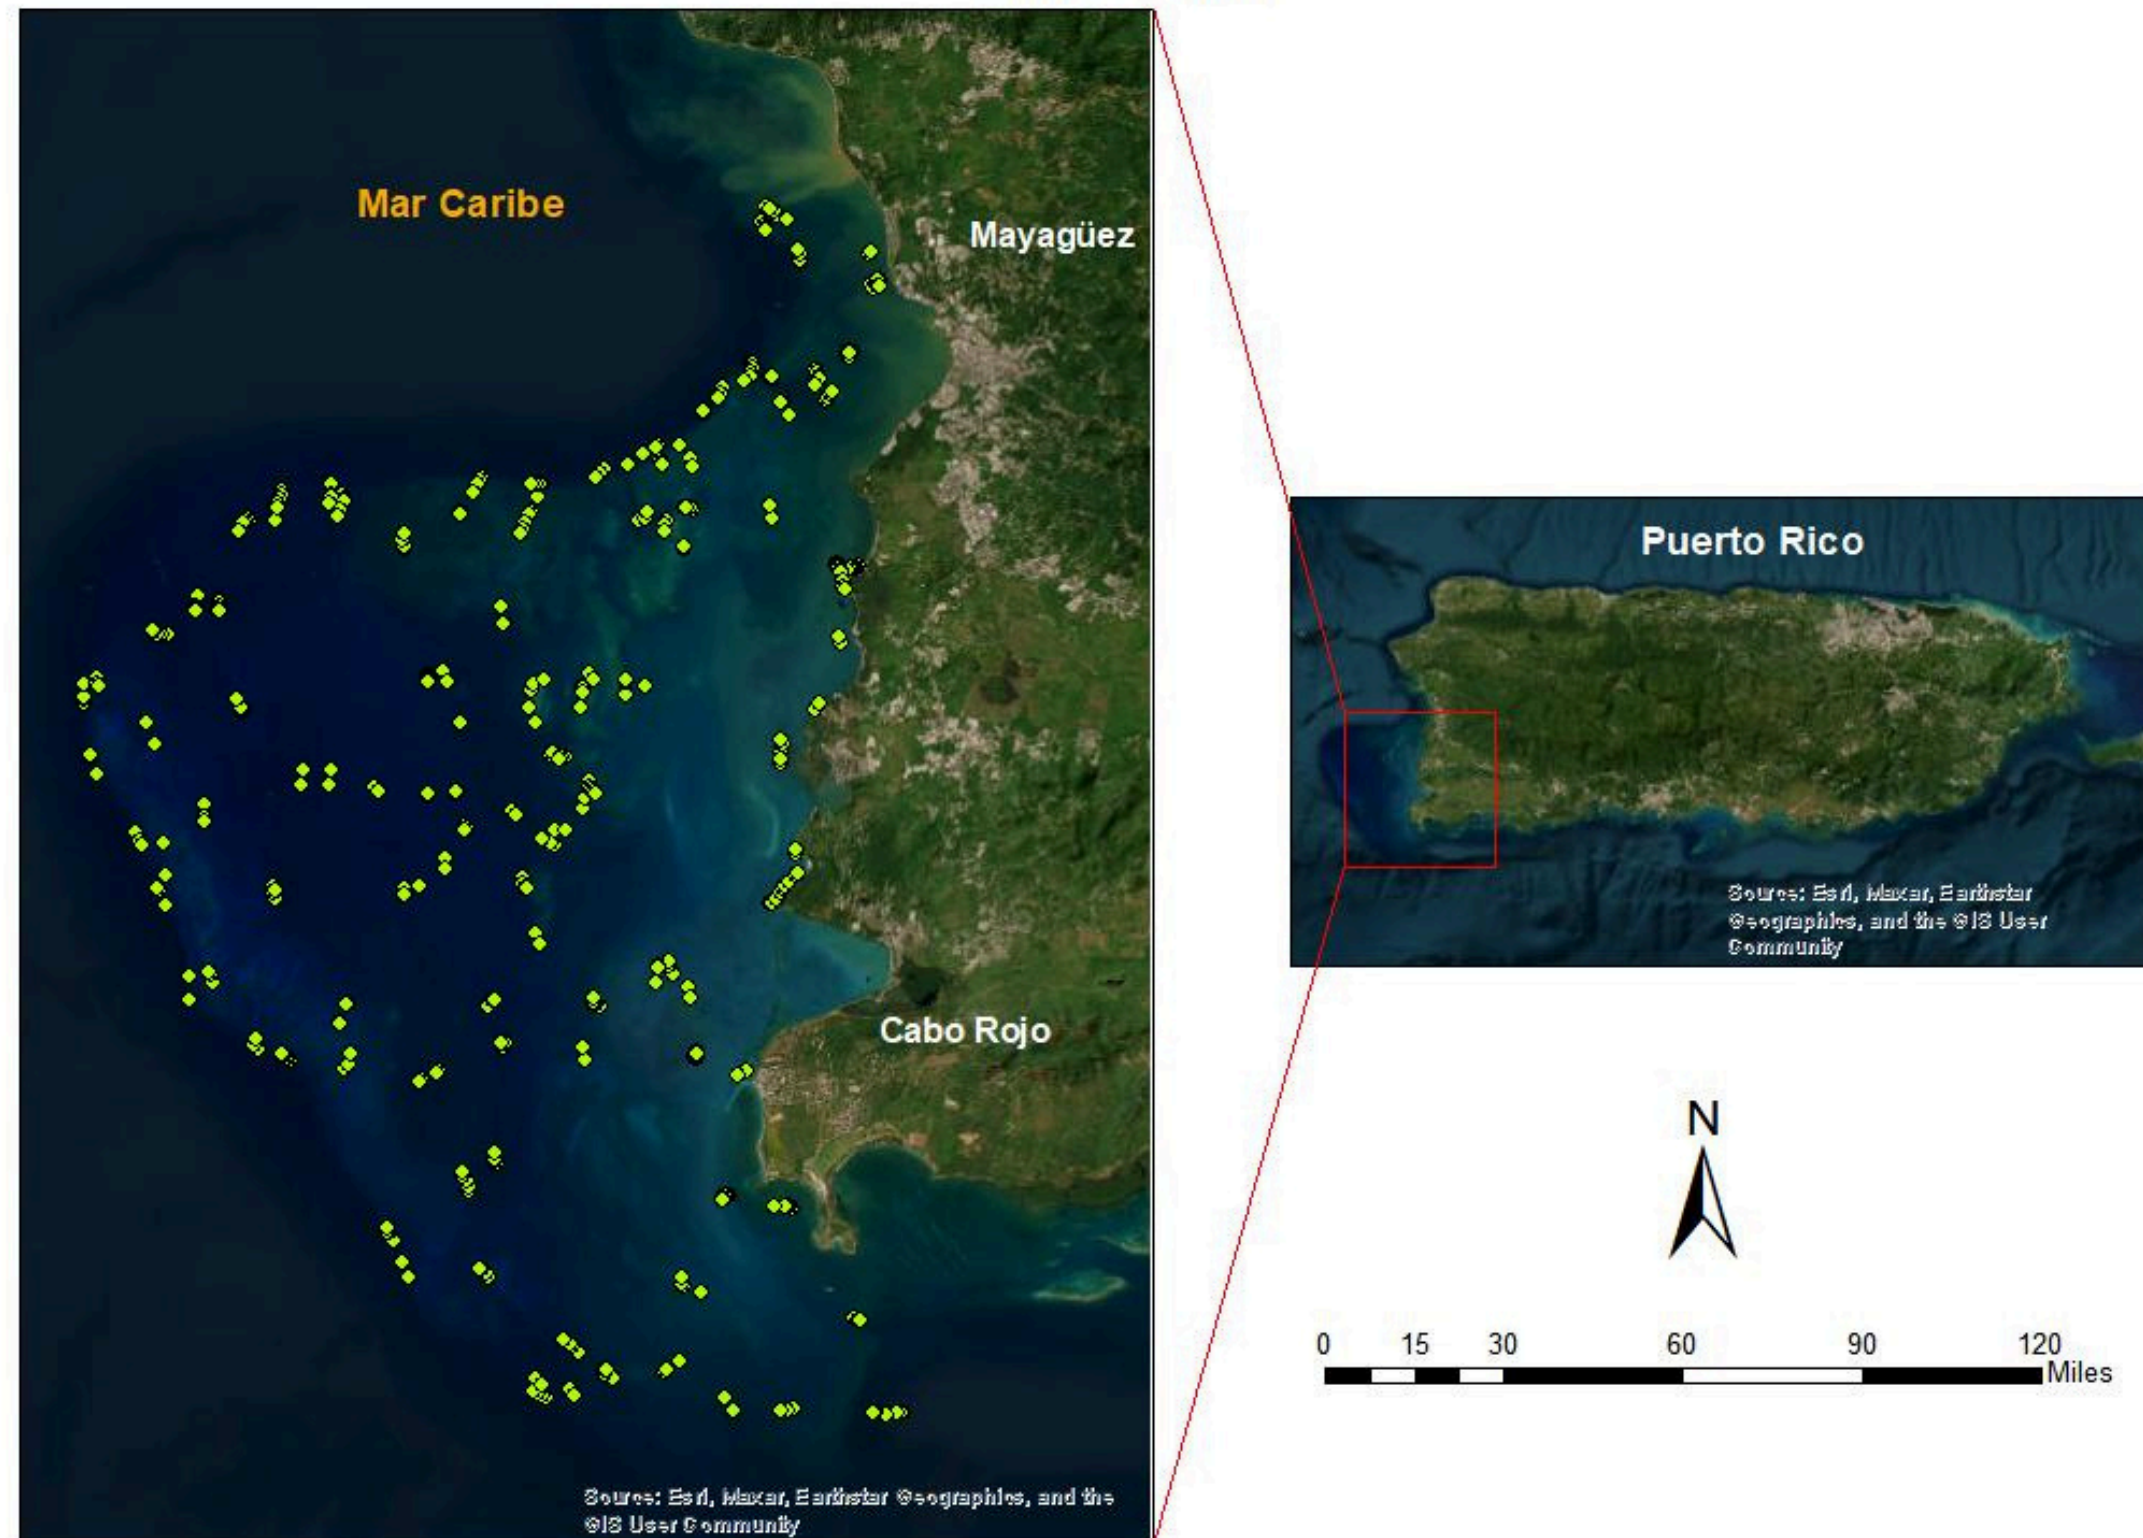 Mar Caribe
Mayagüez
Cabo Rojo
Source: Esri, Maxar, Earthstar Geographics, and the
GIS User Community
Puerto Rico
Source: Esri, Maxar, Earthstar
Geographics, and the GIS User
Community
N
0 15 30 60 90 120
Miles